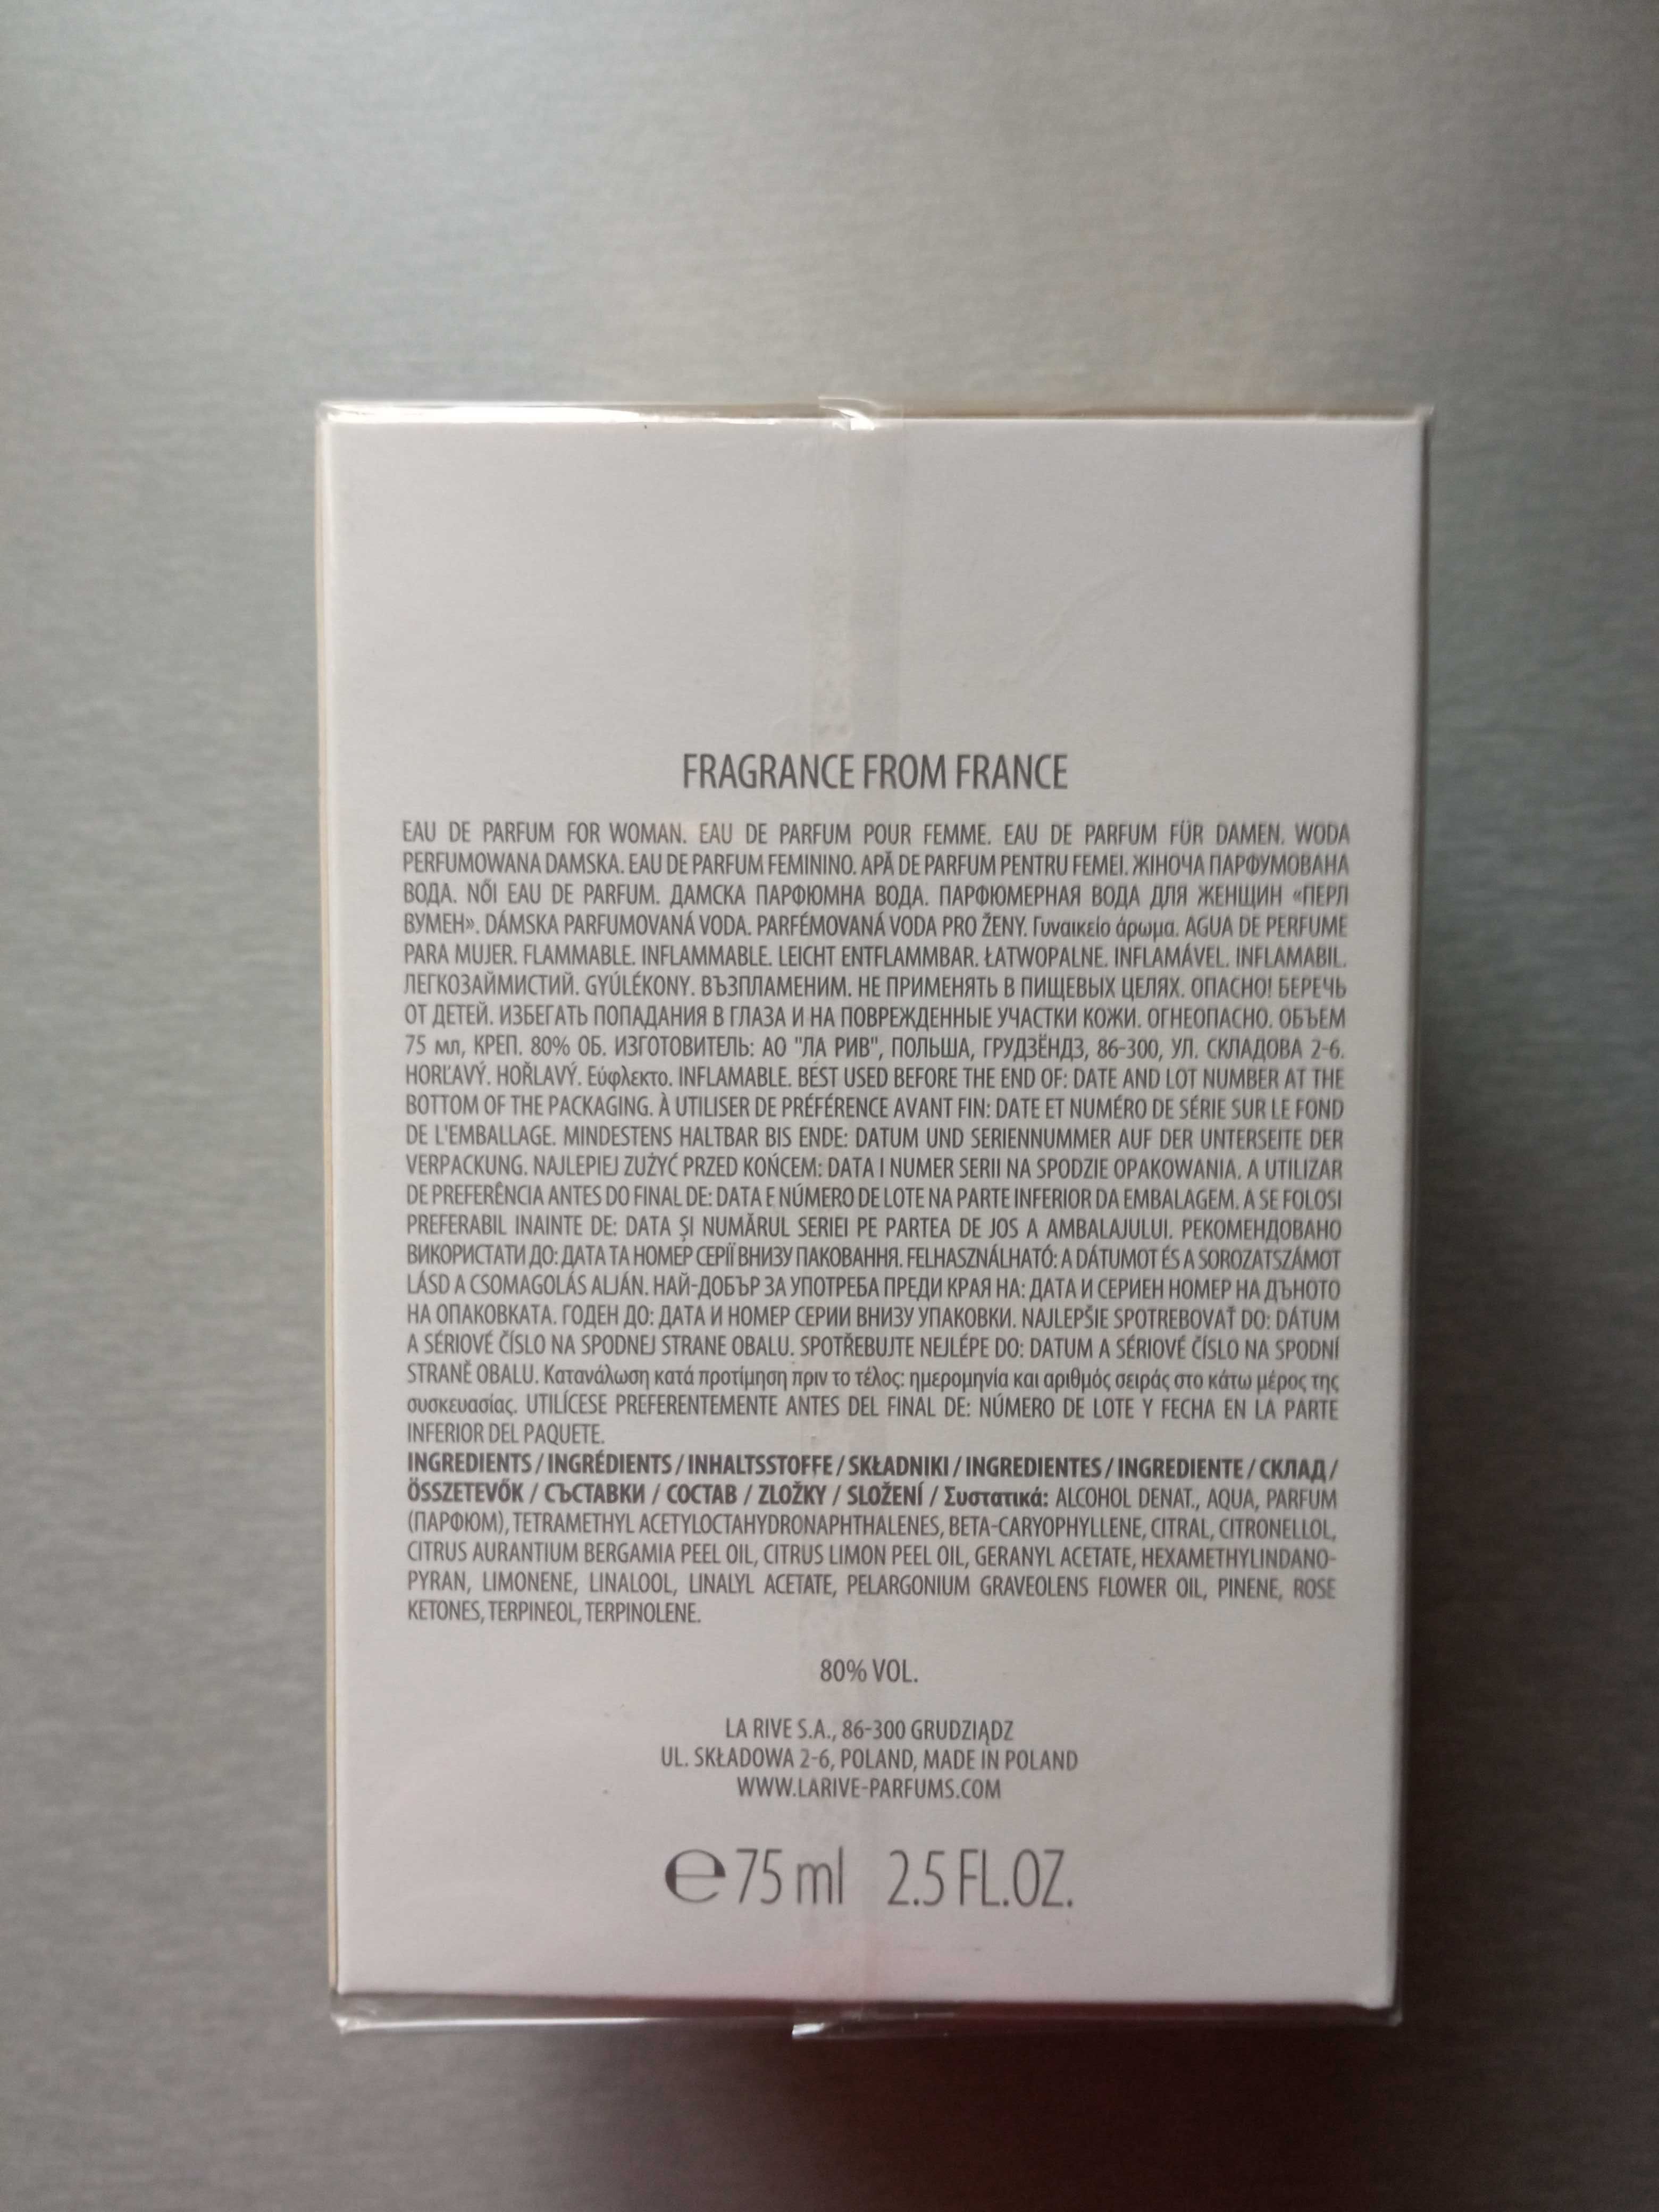 FRAGRANCE FROM FRANCE
EAU DE PARFUM FOR WOMAN. EAU DE PARFUM POUR FEMME. EAU DE PARFUM FÜR DAMEN. WODA
PERFUMOWANA DAMSKA. EAU DE PARFUM FEMININO. APĂ DE PARFUM PENTRU FEMEI. ЖІНОЧА ПАРФУМОВАНА
ВОДА. NŐI EAU DE PARFUM. ДАМСКА ПАРФЮМНА ВОДА. ПАРФЮМЕРНАЯ ВОДА ДЛЯ ЖЕНЩИН «ПЕРЛ
ВУМЕН». DÁMSKA PARFUMOVANÁ VODA. PARFÉMOVANÁ VODA PRO ŽENY. Γυναικείο άρωμα. AGUA DE PERFUME
PARA MUJER. FLAMMABLE. INFLAMMABLE. LEICHT ENTFLAMMBAR. ŁATWOPALNE. INFLAMÁVEL. INFLAMABIL.
ЛЕГКОЗАЙМИСТИЙ. GYÚLÉKONY. ВЪЗПЛАМЕНИМ. НЕ ПРИМЕНЯТЬ В ПИЩЕВЫХ ЦЕЛЯХ. ОПАСНО! БЕРЕЧЬ
ОТ ДЕТЕЙ. ИЗБЕГАТЬ ПОПАДАНИЯ В ГЛАЗА И НА ПОВРЕЖДЕННЫЕ УЧАСТКИ КОЖИ. ОГНЕОПАСНО. ОБЪЕМ
75 мл, КРЕП. 80% ОБ. ИЗГОТОВИТЕЛЬ: АО "ЛА РИВ", ПОЛЬША, ГРУДЗЁНДЗ, 86-300, УЛ. СКЛАДОВА 2-6.
HORĽAVÝ. HOŘLAVÝ. Εύφλεκτο. INFLAMABLE. BEST USED BEFORE THE END OF: DATE AND LOT NUMBER AT THE
BOTTOM OF THE PACKAGING. À UTILISER DE PRÉFÉRENCE AVANT FIN: DATE ET NUMÉRO DE SÉRIE SUR LE FOND
DE L'EMBALLAGE. MINDESTENS HALTBAR BIS ENDE: DATUM UND SERIENNUMMER AUF DER UNTERSEITE DER
VERPACKUNG. NAJLEPIEJ ZUŻYĆ PRZED KOŃCEM: DATA I NUMER SERII NA SPODZIE OPAKOWANIA. A UTILIZAR
DE PREFERÊNCIA ANTES DO FINAL DE: DATA E NÚMERO DE LOTE NA PARTE INFERIOR DA EMBALAGEM. A SE FOLOSI
PREFERABIL INAINTE DE: DATA ȘI NUMĂRUL SERIEI PE PARTEA DE JOS A AMBALAJULUI. РЕКОМЕНДОВАНО
ВИКОРИСТАТИ ДО: ДАТА ТА НОМЕР СЕРІЇ ВНИЗУ ПАКОВАННЯ. FELHASZNÁLHATÓ: A DÁTUMOT ÉS A SOROZATSZÁMOT
LÁSD A CSOMAGOLÁS ALJÁN. НАЙ-ДОБЪР ЗА УПОТРЕБА ПРЕДИ КРАЯ НА: ДАТА И СЕРИЕН НОМЕР НА ДЪНОТО
НА ОПАКОВКАТА. ГОДЕН ДО: ДАТА И НОМЕР СЕРИИ ВНИЗУ УПАКОВКИ. NAJLEPŠIE SPOTREBOVAŤ DO: DÁTUM
A SÉRIOVÉ ČÍSLO NA SPODNEJ STRANE OBALU. SPOTŘEBUJTE NEJLÉPE DO: DATUM A SÉRIOVÉ ČÍSLO NA SPODNÍ
STRANĚ OBALU. Κατανάλωση κατά προτίμηση πριν το τέλος: ημερομηνία και αριθμός σειράς στο κάτω μέρος της
συσκευασίας. UTILÍCESE PREFERENTEMENTE ANTES DEL FINAL DE: NÚMERO DE LOTE Y FECHA EN LA PARTE
INFERIOR DEL PAQUETE.
INGREDIENTS / INGRÉDIENTS / INHALTSSTOFFE / SKŁADNIKI / INGREDIENTES / INGREDIENTE / СКЛАД /
ÖSSZETEVŐK / СЪСТАВКИ / СОСТАВ / ZLOŽKY / SLOŽENÍ / Συστατικά: ALCOHOL DENAT., AQUA, PARFUM
(ПАРФЮМ), TETRAMETHYL ACETYLOCTAHYDRONAPHTHALENES, BETA-CARYOPHYLLENE, CITRAL, CITRONELLOL,
CITRUS AURANTIUM BERGAMIA PEEL OIL, CITRUS LIMON PEEL OIL, GERANYL ACETATE, HEXAMETHYLINDANO-
PYRAN, LIMONENE, LINALOOL, LINALYL ACETATE, PELARGONIUM GRAVEOLENS FLOWER OIL, PINENE, ROSE
KETONES, TERPINEOL, TERPINOLENE.
80% VOL.
LA RIVE S.A., 86-300 GRUDZIĄDZ
UL. SKŁADOWA 2-6, POLAND, MADE IN POLAND
WWW.LARIVE-PARFUMS.COM
℮ 75 ml 2.5 FL.OZ.